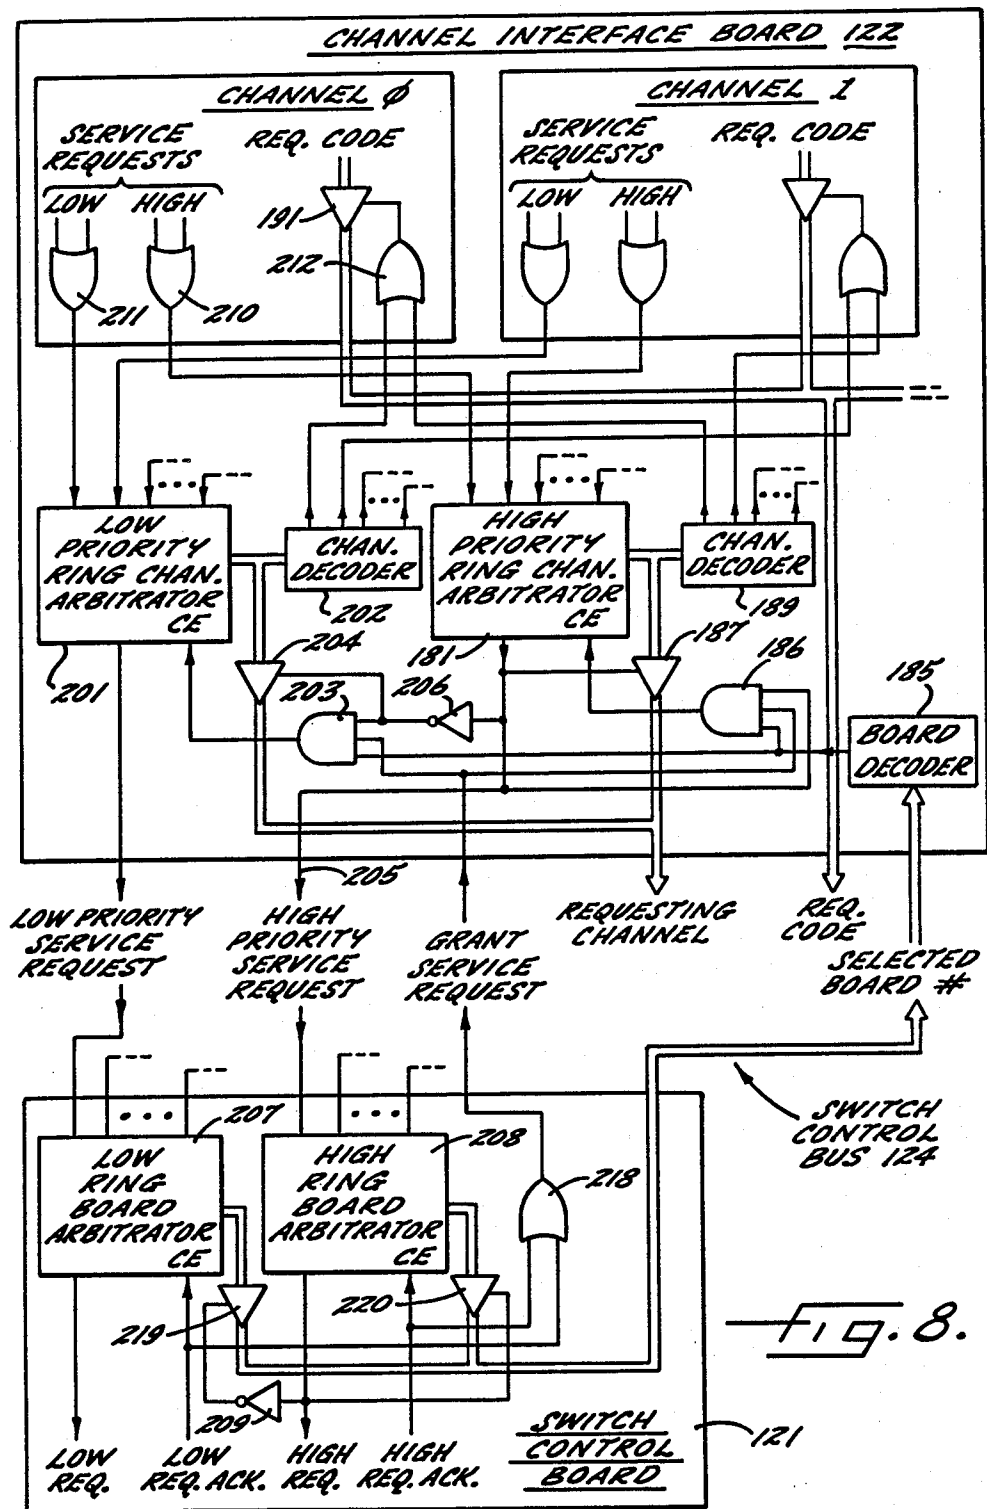 CHANNEL INTERFACE BOARD 122
CHANNEL Ø
CHANNEL 1
SERVICE
REQUESTS
LOW HIGH
REQ. CODE
191
212
211
210
SERVICE
REQUESTS
LOW HIGH
REQ. CODE
LOW
PRIORITY
RING CHAN.
ARBITRATOR
CE
201
CHAN.
DECODER
202
HIGH
PRIORITY
RING CHAN.
ARBITRATOR
CE
181
CHAN.
DECODER
189
204
203
206
187
186
185
BOARD
DECODER
205
LOW PRIORITY
SERVICE
REQUEST
HIGH
PRIORITY
SERVICE
REQUEST
GRANT
SERVICE
REQUEST
REQUESTING
CHANNEL
REQ.
CODE
SELECTED
BOARD #
SWITCH
CONTROL
BUS 124
207
LOW
RING
BOARD
ARBITRATOR
CE
208
HIGH
RING
BOARD
ARBITRATOR
CE
218
219
220
209
LOW
REQ.
LOW
REQ. ACK.
HIGH
REQ.
HIGH
REQ. ACK.
SWITCH
CONTROL
BOARD
121
Fig. 8.